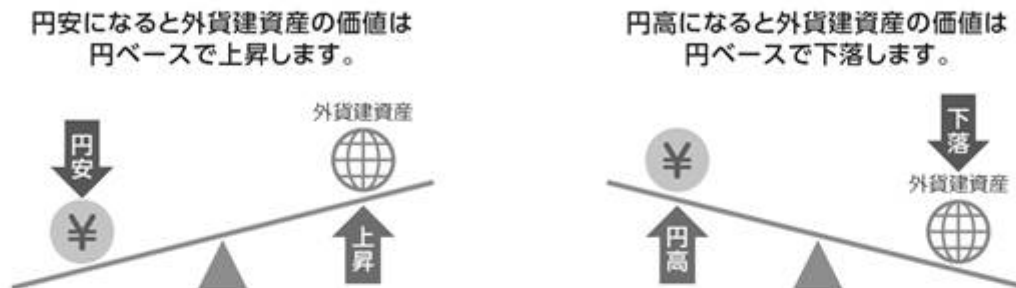 円安になると外貨建資産の価値は
円ベースで上昇します。
円安
¥
外貨建資産
上昇
円高になると外貨建資産の価値は
円ベースで下落します。
¥
円高
下落
外貨建資産